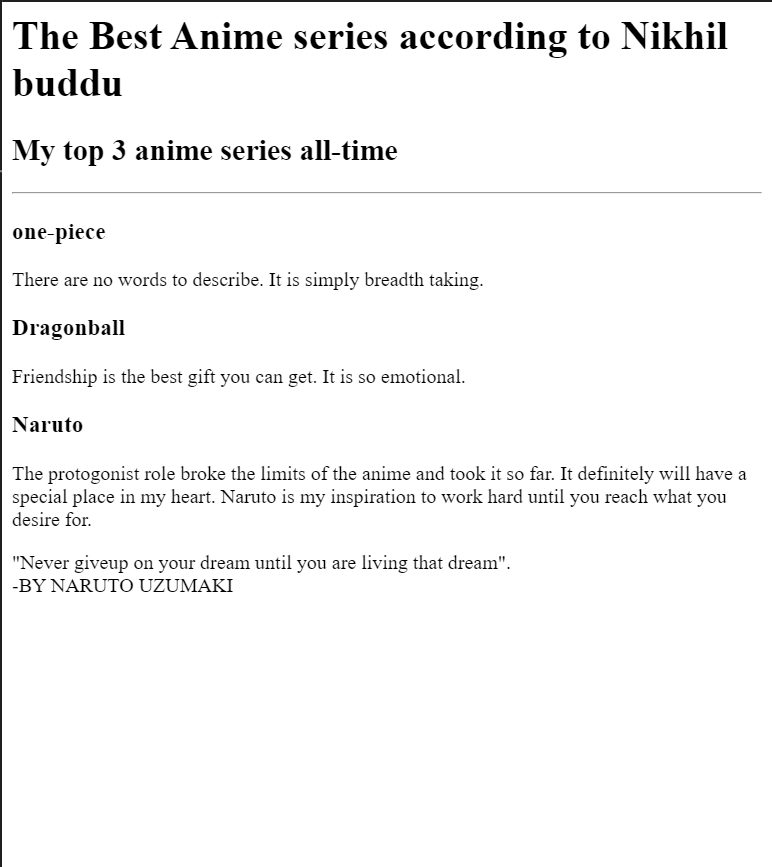 The Best Anime series according to Nikhil
buddu
My top 3 anime series all-time
one-piece
There are no words to describe. It is simply breadth taking.
Dragonball
Friendship is the best gift you can get. It is so emotional.
Naruto
The protogonist role broke the limits of the anime and took it so far. It definitely will have a
special place in my heart. Naruto is my inspiration to work hard until you reach what you
desire for.
"Never giveup on your dream until you are living that dream".
-BY NARUTO UZUMAKI